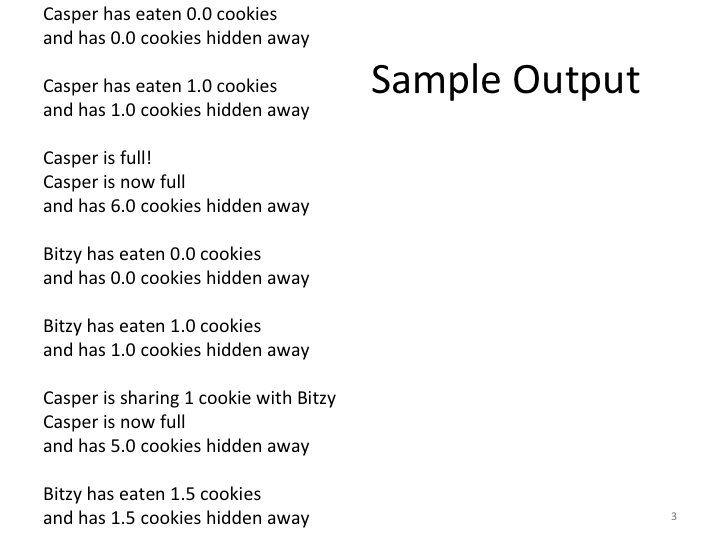 Casper has eaten 0.0 cookies
and has 0.0 cookies hidden away
Sample Output
Casper has eaten 1.0 cookies
and has 1.0 cookies hidden away
Casper is full!
Casper is now full
and has 6.0 cookies hidden away
Bitzy has eaten 0.0 cookies
and has 0.0 cookies hidden away
Bitzy has eaten 1.0 cookies
and has 1.0 cookies hidden away
Casper is sharing 1 cookie with Bitzy
Casper is now full
and has 5.0 cookies hidden away
Bitzy has eaten 1.5 cookies
and has 1.5 cookies hidden away
3